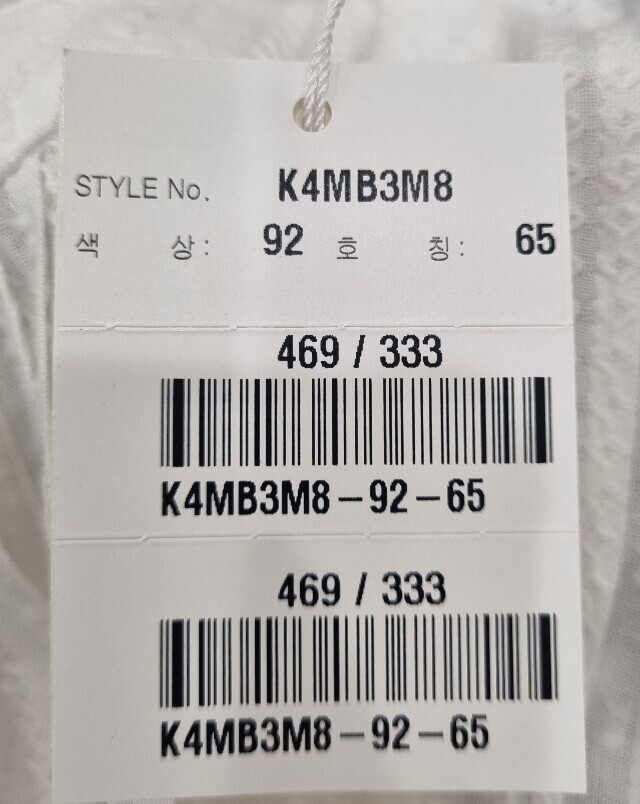 STYLE No. K4MB3M8
색 상: 92 호 칭: 65
469 / 333
K4MB3M8-92-65
469 / 333
K4MB3M8-92-65